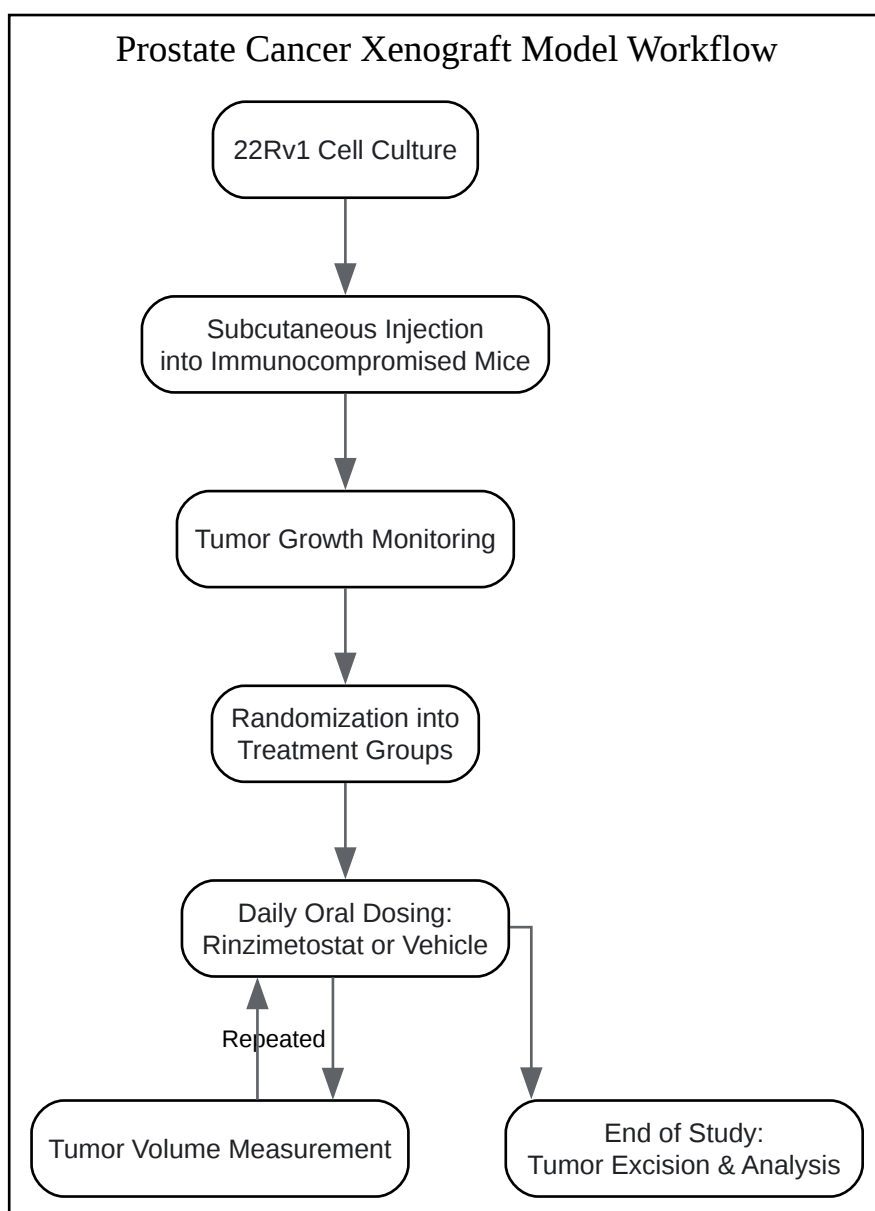 Prostate Cancer Xenograft Model Workflow
22Rv1 Cell Culture
Subcutaneous Injection
into Immunocompromised Mice
Tumor Growth Monitoring
Randomization into
Treatment Groups
Daily Oral Dosing:
Rinzimetostat or Vehicle
Repeated
Tumor Volume Measurement
End of Study:
Tumor Excision & Analysis